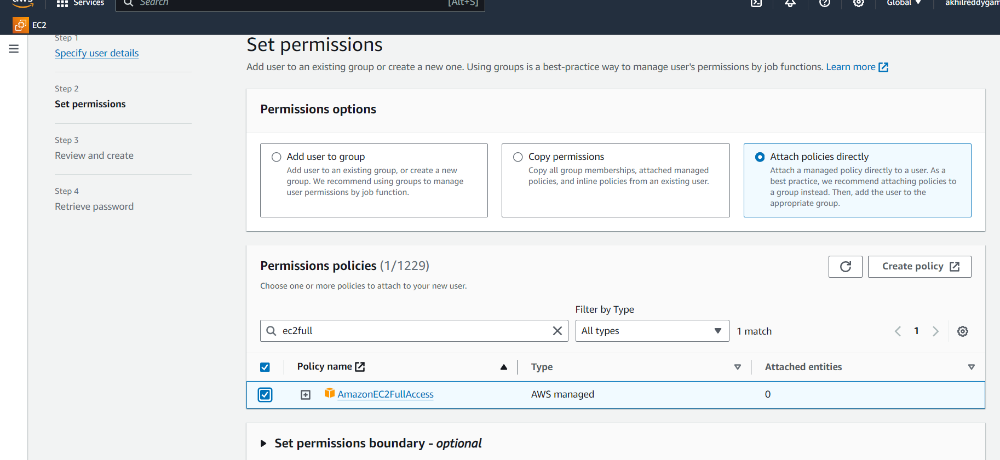 aws
Services
Search
[Alt+S]
Global
akhilreddygam
EC2
Step 1
Specify user details
Step 2
Set permissions
Step 3
Review and create
Step 4
Retrieve password
Set permissions
Add user to an existing group or create a new one. Using groups is a best-practice way to manage user's permissions by job functions. Learn more
Permissions options
Add user to group
Add user to an existing group, or create a new
group. We recommend using groups to manage
user permissions by job function.
Copy permissions
Copy all group memberships, attached managed
policies, and inline policies from an existing user.
Attach policies directly
Attach a managed policy directly to a user. As a
best practice, we recommend attaching policies to
a group instead. Then, add the user to the
appropriate group.
Permissions policies (1/1229)
Create policy
Choose one or more policies to attach to your new user.
Filter by Type
ec2full
All types
1 match
1
Policy name
Type
Attached entities
AmazonEC2FullAccess
AWS managed
0
Set permissions boundary - optional